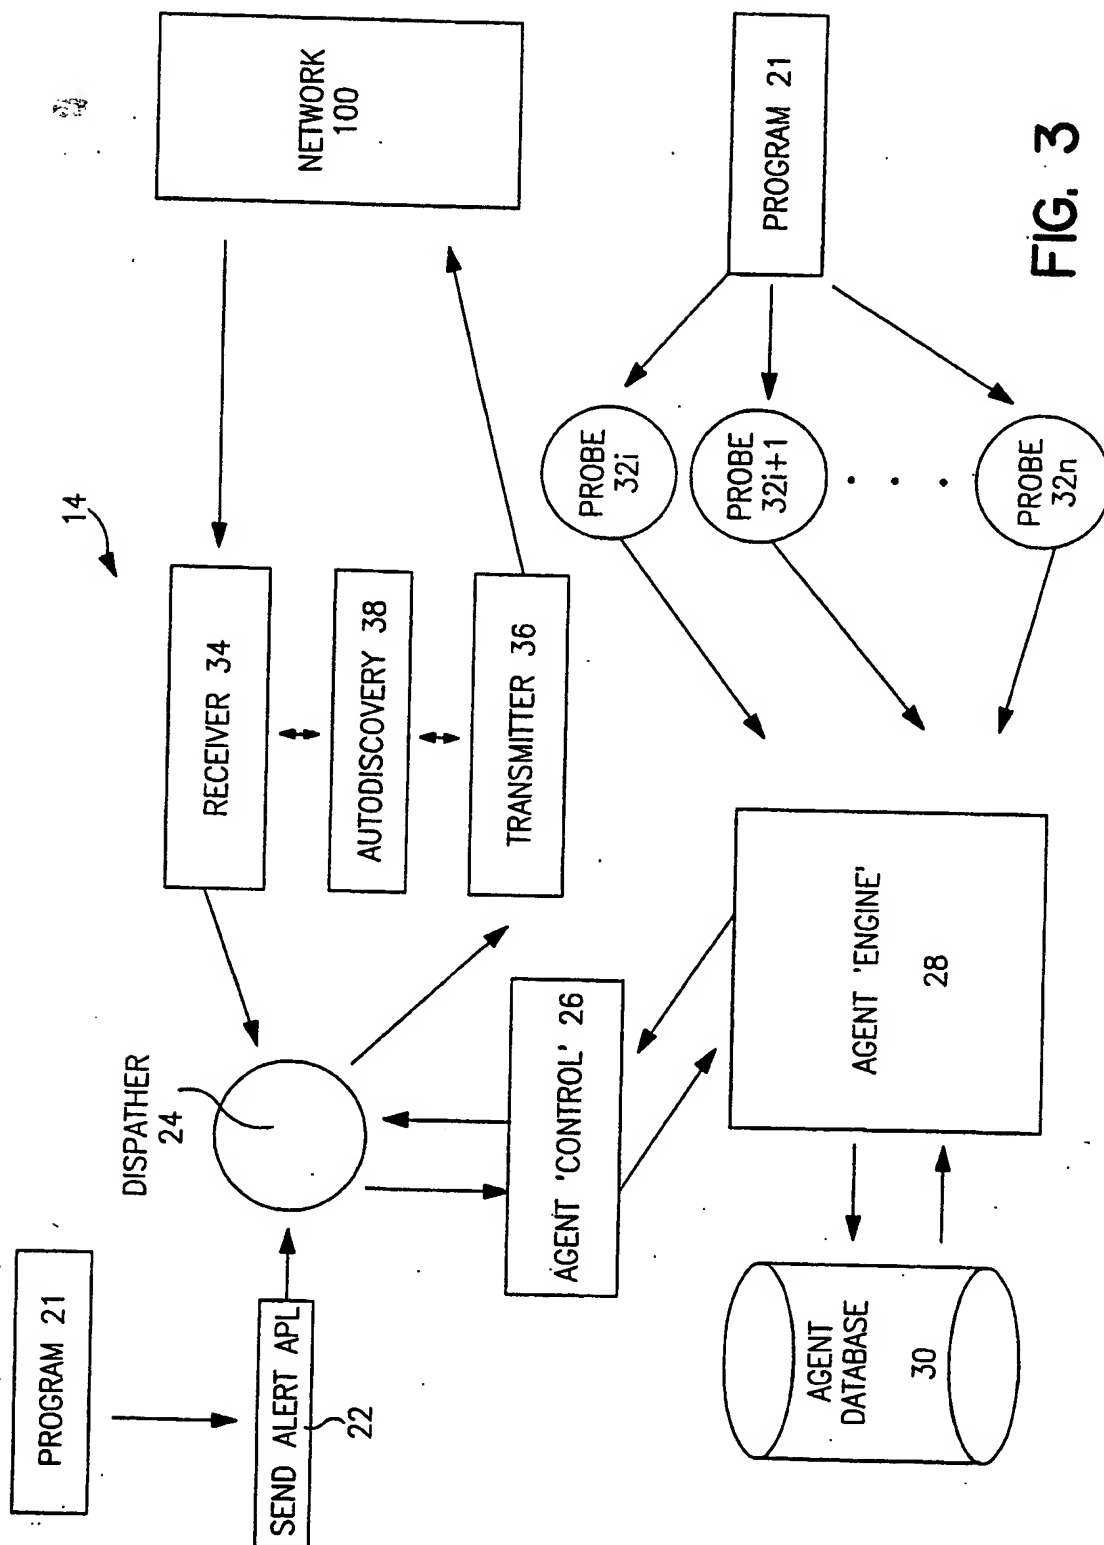 PROGRAM 21
SEND ALERT APL
22
DISPATHER
24
14
RECEIVER 34
AUTODISCOVERY 38
TRANSMITTER 36
NETWORK
100
AGENT 'CONTROL' 26
AGENT
DATABASE
30
AGENT 'ENGINE'
28
PROBE
32i
PROBE
32i+1
PROBE
32n
PROGRAM 21
FIG. 3